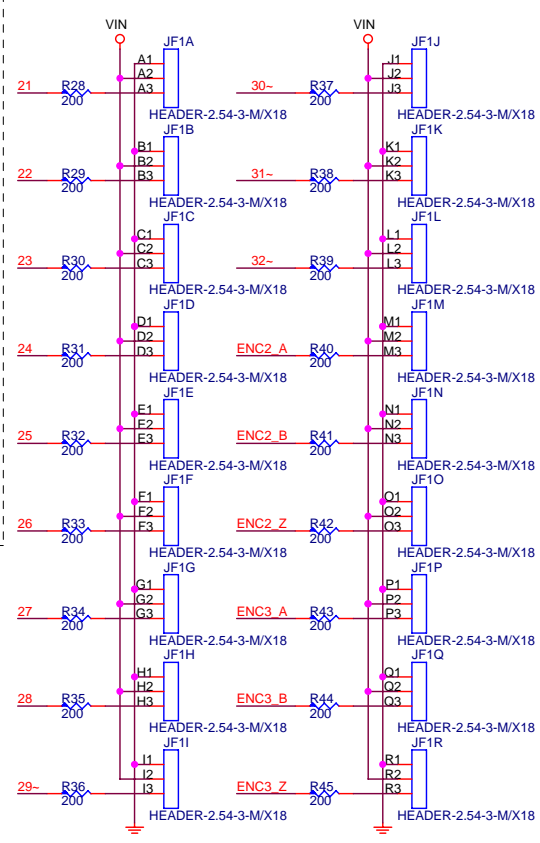 VIN
JF1A
A1
A2
21 R28 A3
200
HEADER-2.54-3-M/X18
JF1B
B1
B2
22 R29 B3
200
HEADER-2.54-3-M/X18
JF1C
C1
C2
23 R30 C3
200
HEADER-2.54-3-M/X18
JF1D
D1
D2
24 R31 D3
200
HEADER-2.54-3-M/X18
JF1E
E1
E2
25 R32 E3
200
HEADER-2.54-3-M/X18
JF1F
F1
F2
26 R33 F3
200
HEADER-2.54-3-M/X18
JF1G
G1
G2
27 R34 G3
200
HEADER-2.54-3-M/X18
JF1H
H1
H2
28 R35 H3
200
HEADER-2.54-3-M/X18
JF1I
I1
I2
29~ R36 I3
200
HEADER-2.54-3-M/X18
VIN
JF1J
J1
J2
30~ R37 J3
200
HEADER-2.54-3-M/X18
JF1K
K1
K2
31~ R38 K3
200
HEADER-2.54-3-M/X18
JF1L
L1
L2
32~ R39 L3
200
HEADER-2.54-3-M/X18
JF1M
M1
M2
ENC2_A R40 M3
200
HEADER-2.54-3-M/X18
JF1N
N1
N2
ENC2_B R41 N3
200
HEADER-2.54-3-M/X18
JF1O
O1
O2
ENC2_Z R42 O3
200
HEADER-2.54-3-M/X18
JF1P
P1
P2
ENC3_A R43 P3
200
HEADER-2.54-3-M/X18
JF1Q
Q1
Q2
ENC3_B R44 Q3
200
HEADER-2.54-3-M/X18
JF1R
R1
R2
ENC3_Z R45 R3
200
HEADER-2.54-3-M/X18